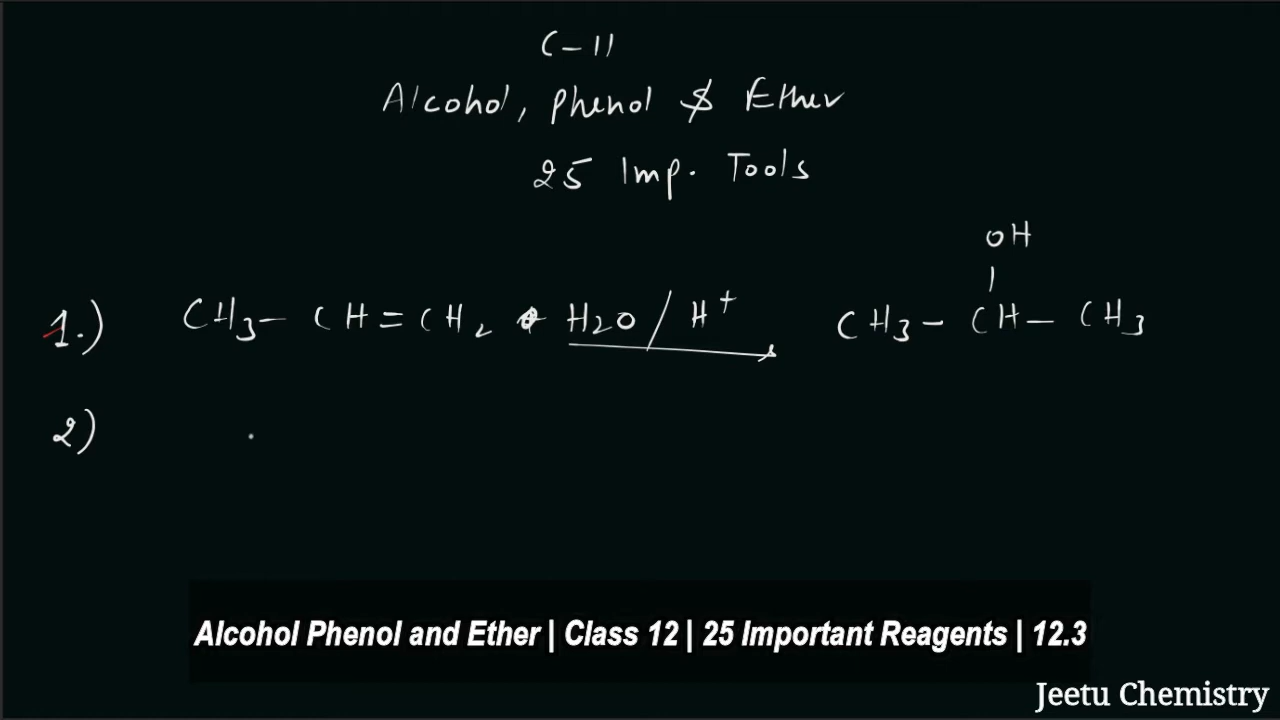 C-11
Alcohol, Phenol & Ether
25 Imp. Tools
OH
1.) CH3- CH=CH2 H2O/H+ CH3-CH-CH3
2)
Alcohol Phenol and Ether | Class 12 | 25 Important Reagents | 12.3
Jeetu Chemistry